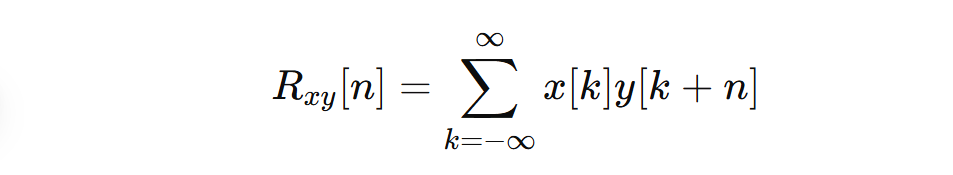 R_{xy}[n] = \sum_{k=-\infty}^{\infty} x[k]y[k + n]